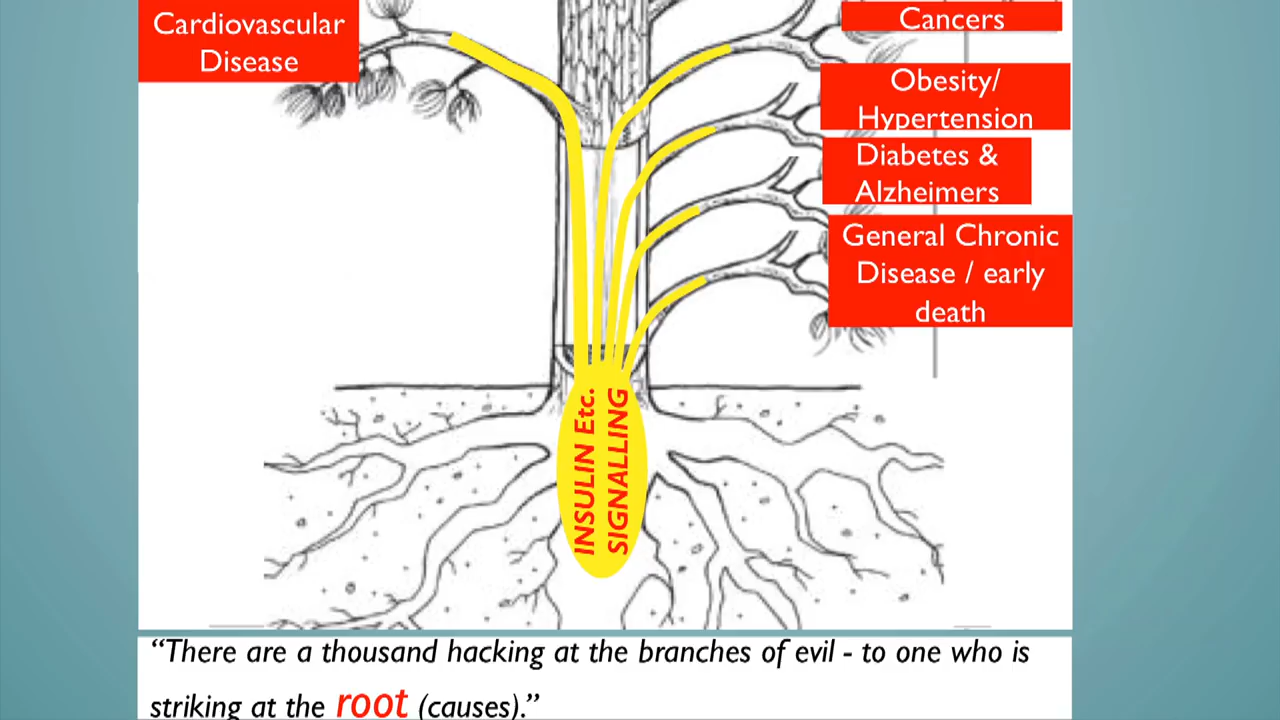 Cardiovascular
Disease
Cancers
Obesity/
Hypertension
Diabetes &
Alzheimers
General Chronic
Disease / early
death
INSULIN Etc.
SIGNALLING
“There are a thousand hacking at the branches of evil - to one who is
striking at the root (causes).”